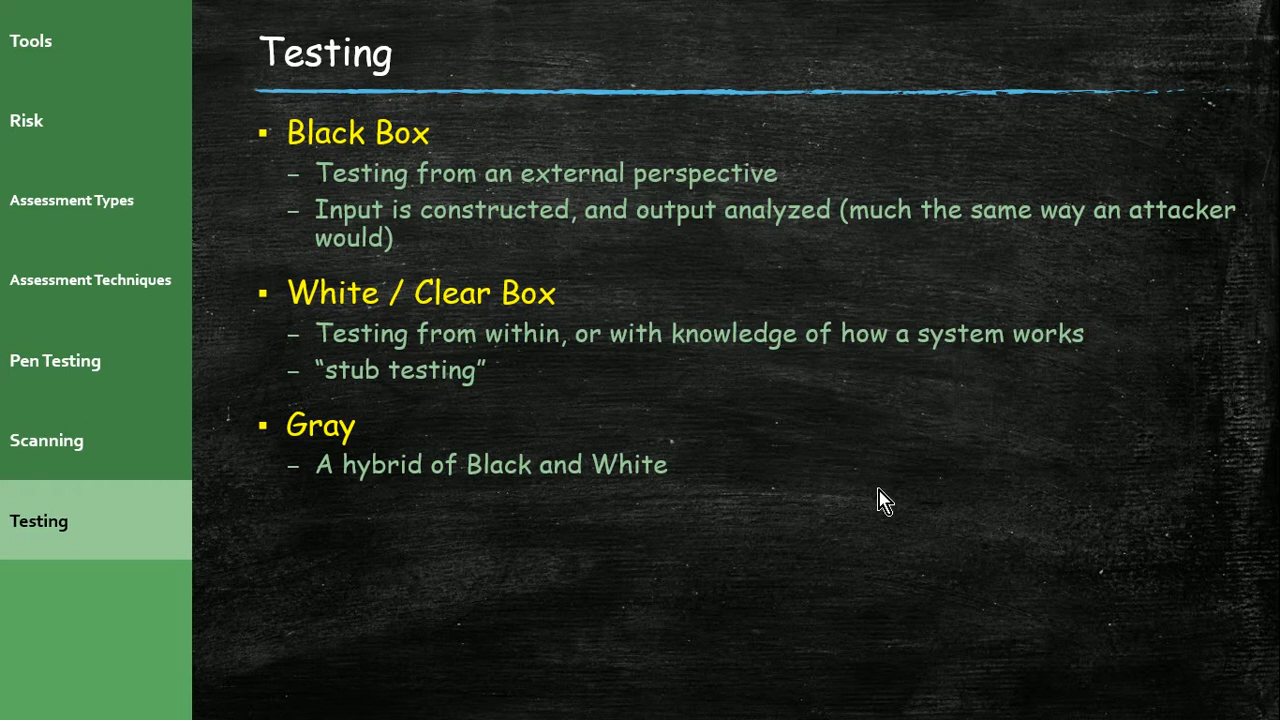 Tools
Risk
Assessment Types
Assessment Techniques
Pen Testing
Scanning
Testing
Testing
▪ Black Box
– Testing from an external perspective
– Input is constructed, and output analyzed (much the same way an attacker
would)
▪ White / Clear Box
– Testing from within, or with knowledge of how a system works
– “stub testing”
▪ Gray
– A hybrid of Black and White